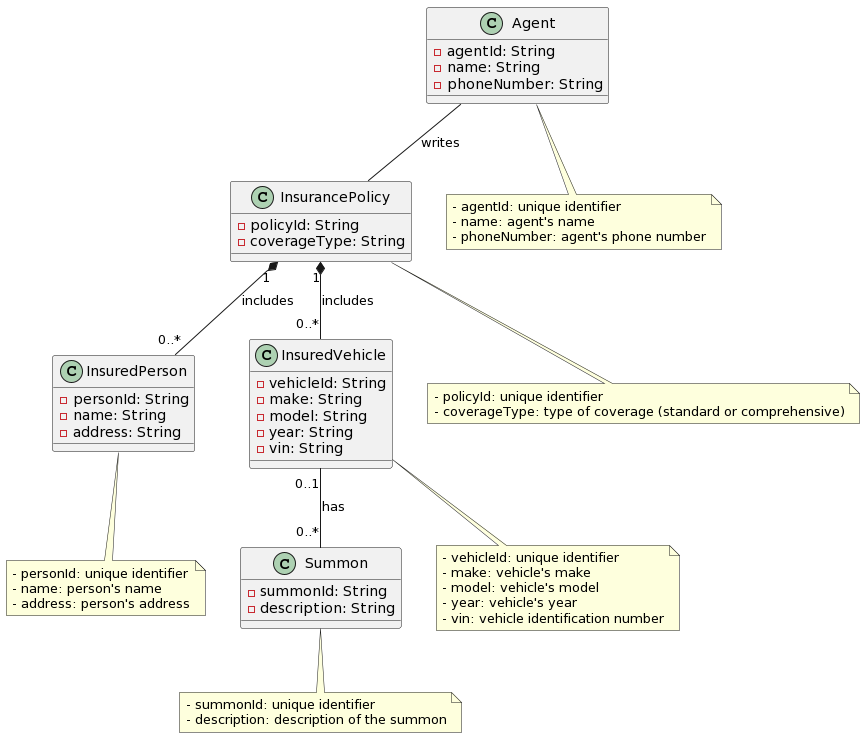 C Agent
agentId: String
name: String
phoneNumber: String
writes
C InsurancePolicy
policyId: String
coverageType: String
- agentId: unique identifier
- name: agent's name
- phoneNumber: agent's phone number
1
includes
0..*
1
includes
0..*
C InsuredPerson
personId: String
name: String
address: String
C InsuredVehicle
vehicleId: String
make: String
model: String
year: String
vin: String
- policyId: unique identifier
- coverageType: type of coverage (standard or comprehensive)
0..1
has
0..*
- personId: unique identifier
- name: person's name
- address: person's address
C Summon
summonId: String
description: String
- vehicleId: unique identifier
- make: vehicle's make
- model: vehicle's model
- year: vehicle's year
- vin: vehicle identification number
- summonId: unique identifier
- description: description of the summon